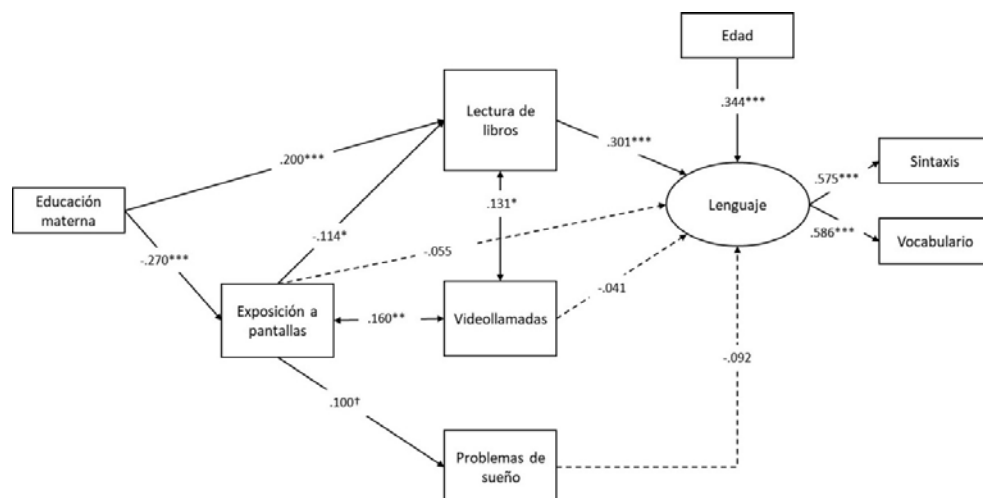 Edad
.344***
Lectura de
libros
.301***
.200***
Sintaxis
.575***
Educación
materna
.131*
Lenguaje
-.114*
-.055
.586***
Vocabulario
-.270***
-.041
Exposición a
pantallas
.160**
Videollamadas
-.092
.100†
Problemas de
sueño